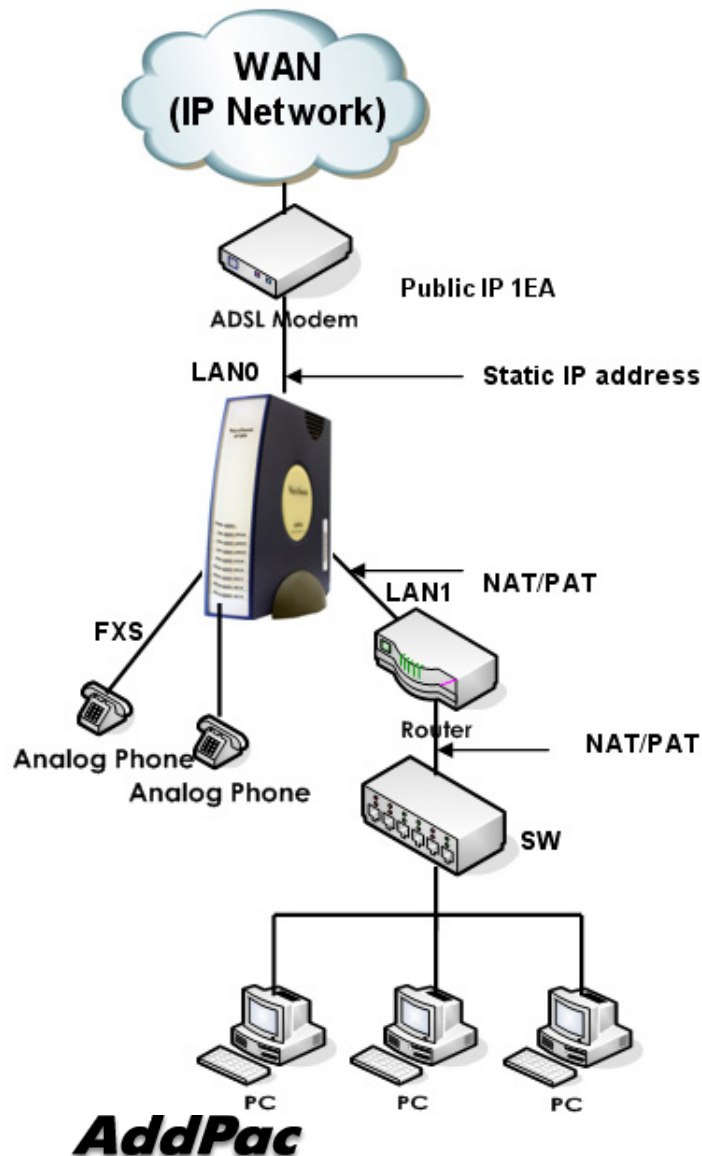 WAN
(IP Network)
Public IP 1EA
ADSL Modem
LAN0
Static IP address
NAT/PAT
LAN1
FXS
Router
NAT/PAT
Analog Phone
Analog Phone
SW
PC
PC
PC
AddPac